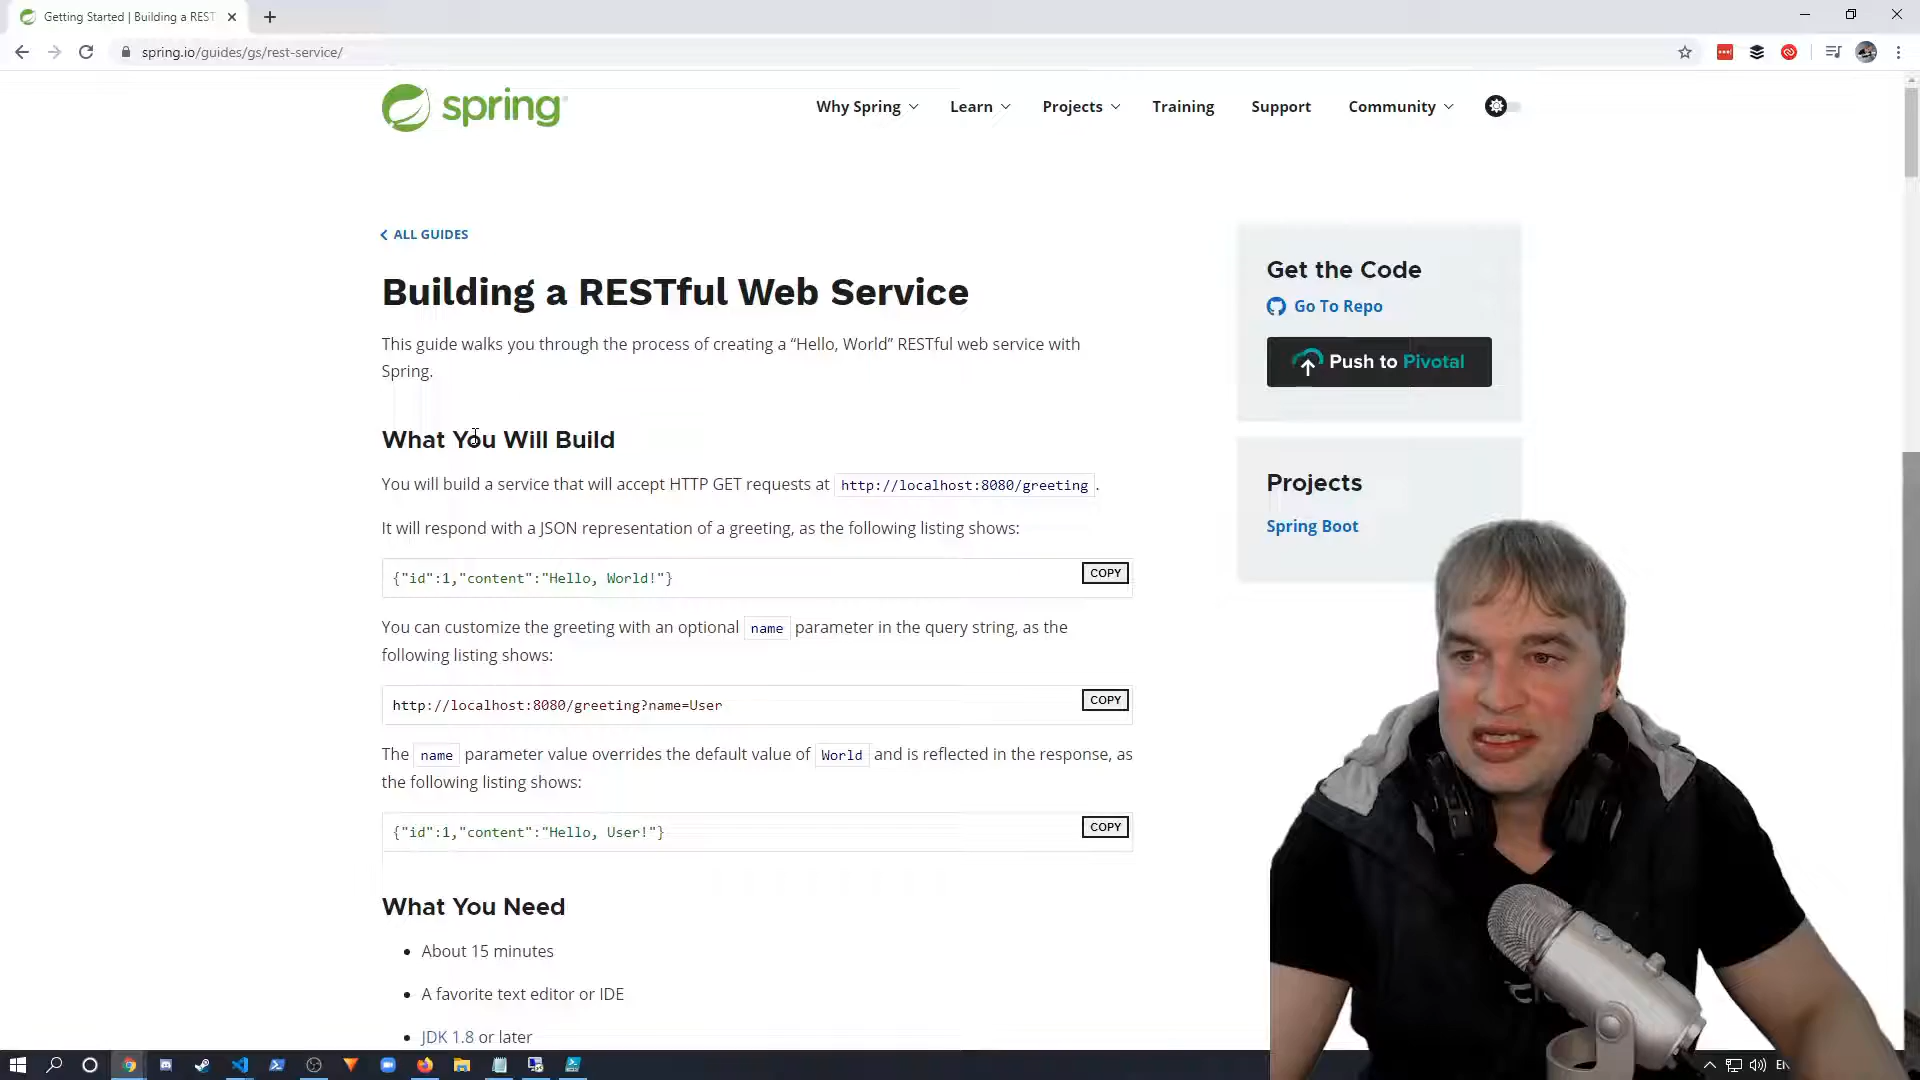 Getting Started | Building a REST
spring.io/guides/gs/rest-service/
spring
Why Spring
Learn
Projects
Training
Support
Community
ALL GUIDES
Building a RESTful Web Service
This guide walks you through the process of creating a “Hello, World” RESTful web service with
Spring.
What You Will Build
You will build a service that will accept HTTP GET requests at http://localhost:8080/greeting.
It will respond with a JSON representation of a greeting, as the following listing shows:
{"id":1,"content":"Hello, World!"}
COPY
You can customize the greeting with an optional name parameter in the query string, as the
following listing shows:
http://localhost:8080/greeting?name=User
COPY
The name parameter value overrides the default value of World and is reflected in the response, as
the following listing shows:
{"id":1,"content":"Hello, User!"}
COPY
What You Need
About 15 minutes
A favorite text editor or IDE
JDK 1.8 or later
Get the Code
Go To Repo
Push to Pivotal
Projects
Spring Boot